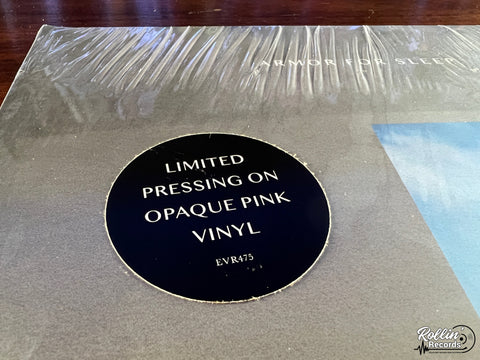 ARMOR FOR SLEEP
LIMITED
PRESSING ON
OPAQUE PINK
VINYL
EVR475
Rollin'
Records